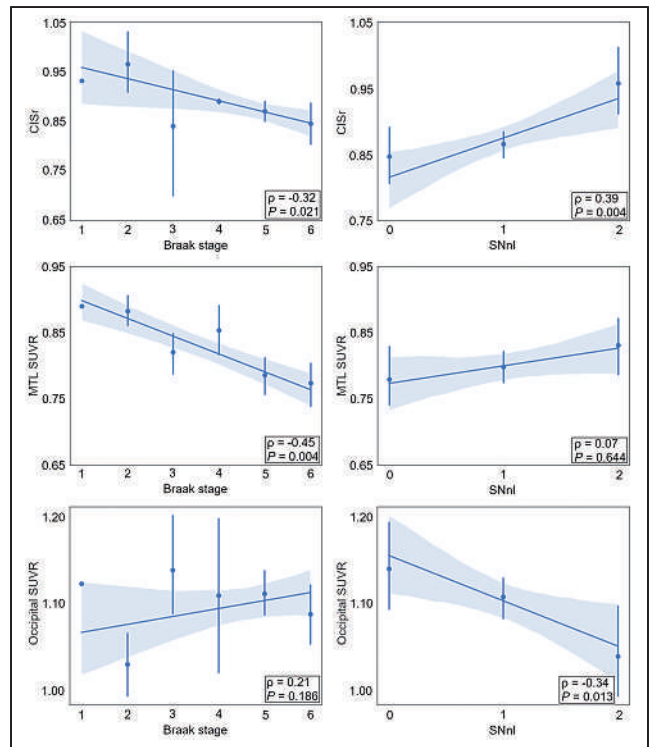 1.05
0.95
0.85
0.75
0.65
CISr
1 2 3 4 5 6
Braak stage
ρ = -0.32
P = 0.021
1.05
0.95
0.85
0.75
CISr
0 1 2
SNnl
ρ = 0.39
P = 0.004
0.95
0.85
0.75
0.65
MTL SUVR
1 2 3 4 5 6
Braak stage
ρ = -0.45
P = 0.004
0.95
0.85
0.75
0.65
MTL SUVR
0 1 2
SNnl
ρ = 0.07
P = 0.644
1.20
1.10
1.00
Occipital SUVR
1 2 3 4 5 6
Braak stage
ρ = 0.21
P = 0.186
1.20
1.10
1.00
Occipital SUVR
0 1 2
SNnl
ρ = -0.34
P = 0.013